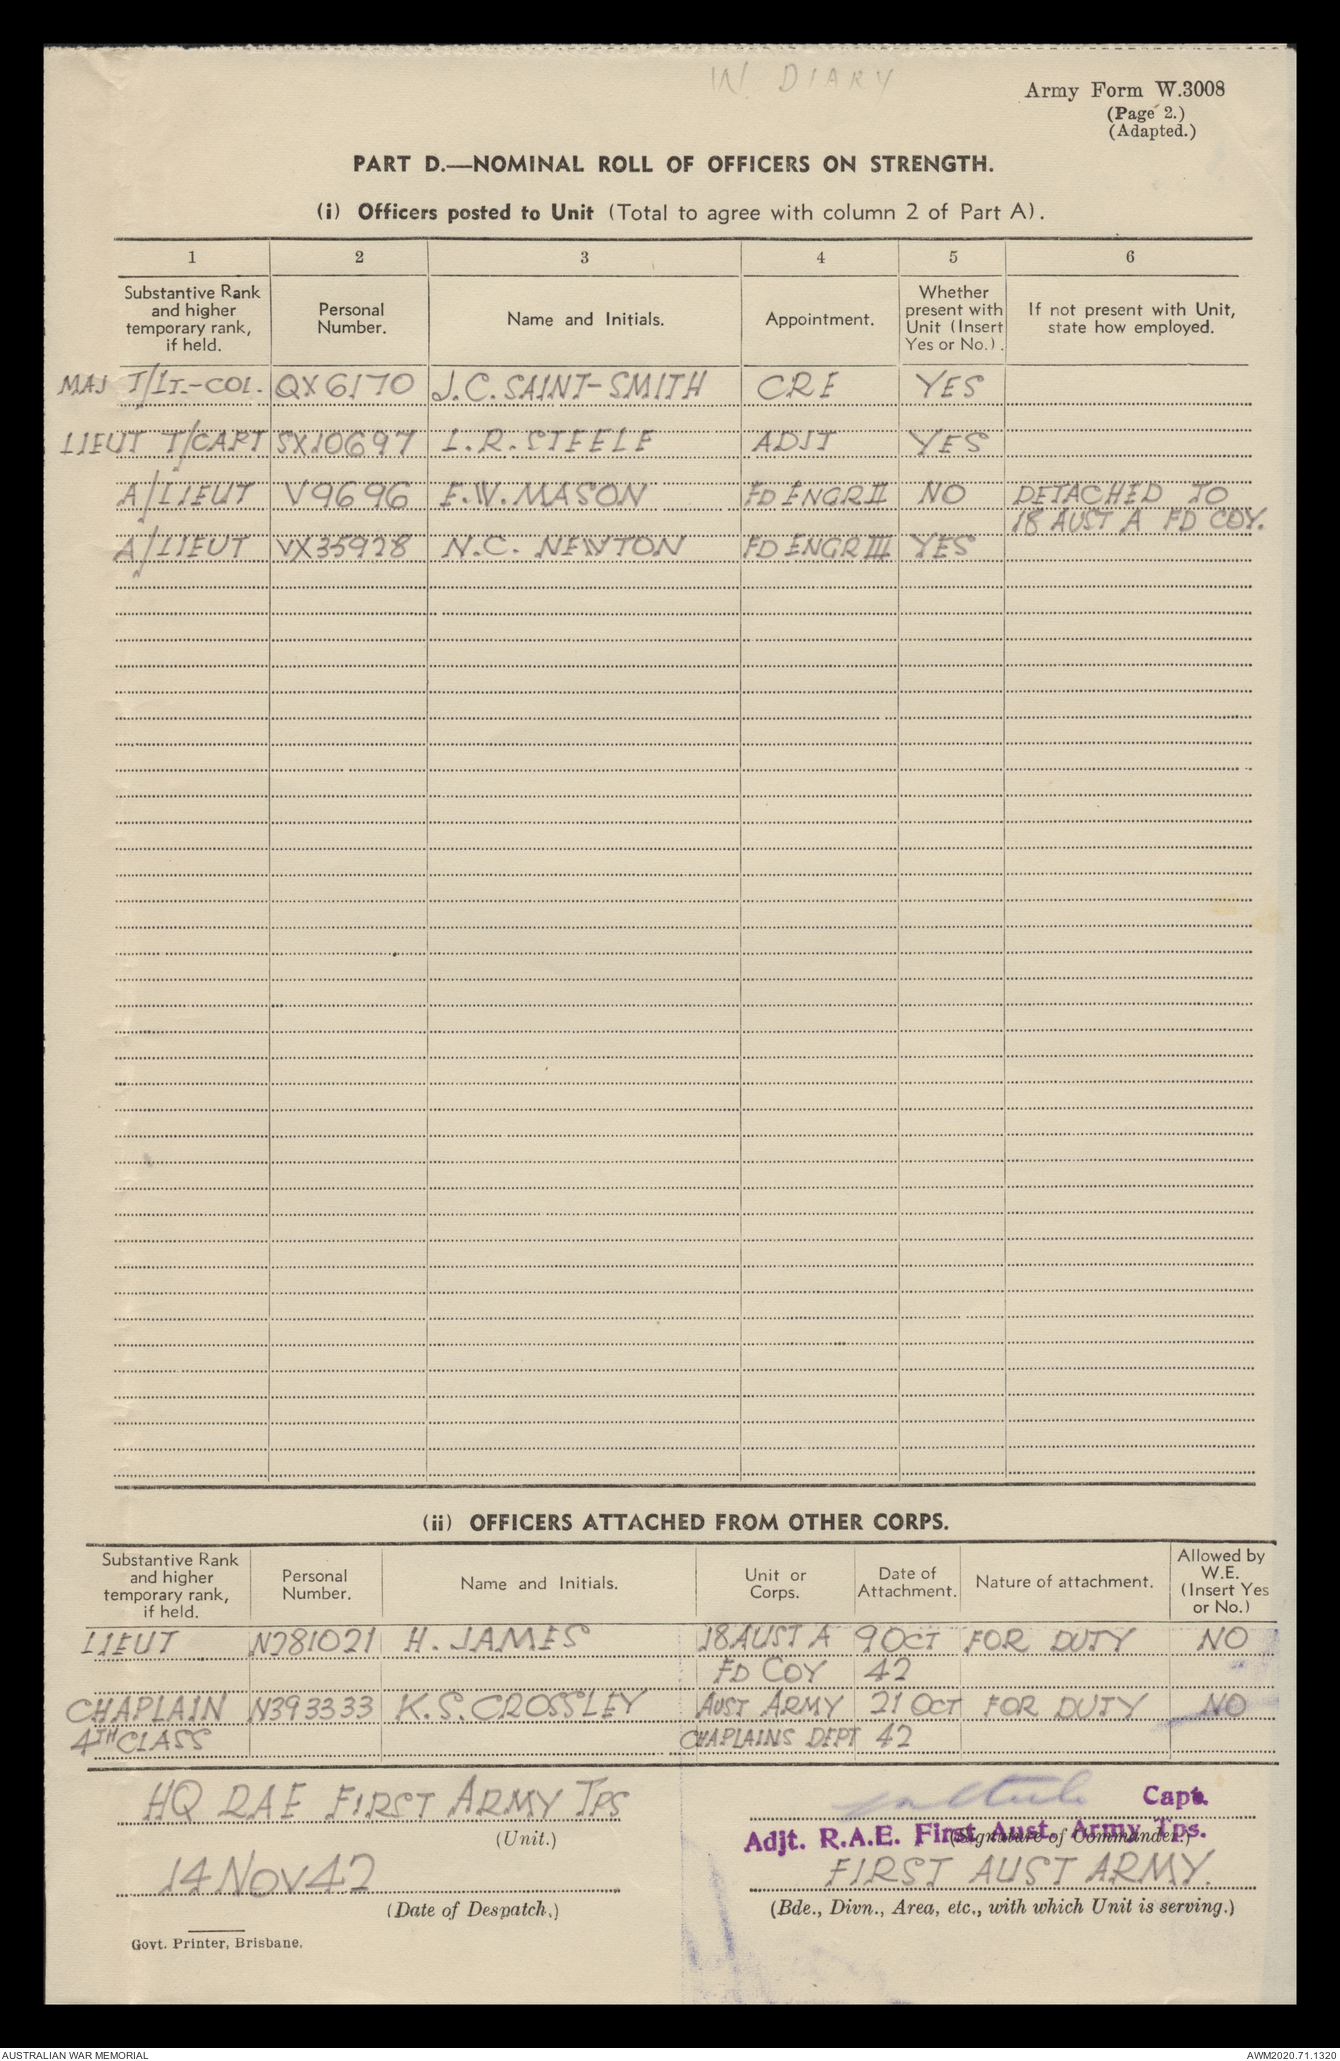 IN DIARY
Army Form W.3008
(Page 2.)
(Adapted.)
PART D.—NOMINAL ROLL OF OFFICERS ON STRENGTH.
(i) Officers posted to Unit (Total to agree with column 2 of Part A).
1 2 3 4 5 6
Substantive Rank and higher temporary rank, if held. Personal Number. Name and Initials. Appointment. Whether present with Unit (Insert Yes or No.). If not present with Unit, state how employed.
MAJ T/LT.-COL. QX6170 J.C. SAINT-SMITH CRE YES
LIEUT T/CAPT SX10697 L.R. STEELE ADJT YES
A/LIEUT V9696 E.W. MASON FD ENGR II NO DETACHED TO
18 AUST A FD COY.
A/LIEUT VX35928 N.C. NEWTON FD ENGR III YES
(ii) OFFICERS ATTACHED FROM OTHER CORPS.
Substantive Rank and higher temporary rank, if held. Personal Number. Name and Initials. Unit or Corps. Date of Attachment. Nature of attachment. Allowed by W.E. (Insert Yes or No.)
LIEUT N281021 H. JAMES 18 AUST A 9 OCT FOR DUTY NO
FD COY 42
CHAPLAIN N393333 K.S. CROSSLEY AUST ARMY 21 OCT FOR DUTY NO
4TH CLASS CHAPLAINS DEPT 42
HQ RAE FIRST ARMY TPS Capt.
(Unit.) Adjt. R.A.E. First Aust. Army Tps.
(Signature of Commander.)
14 NOV 42 FIRST AUST ARMY.
(Date of Despatch.) (Bde., Divn., Area, etc., with which Unit is serving.)
Govt. Printer, Brisbane.
AUSTRALIAN WAR MEMORIAL AWM2020.71.1320